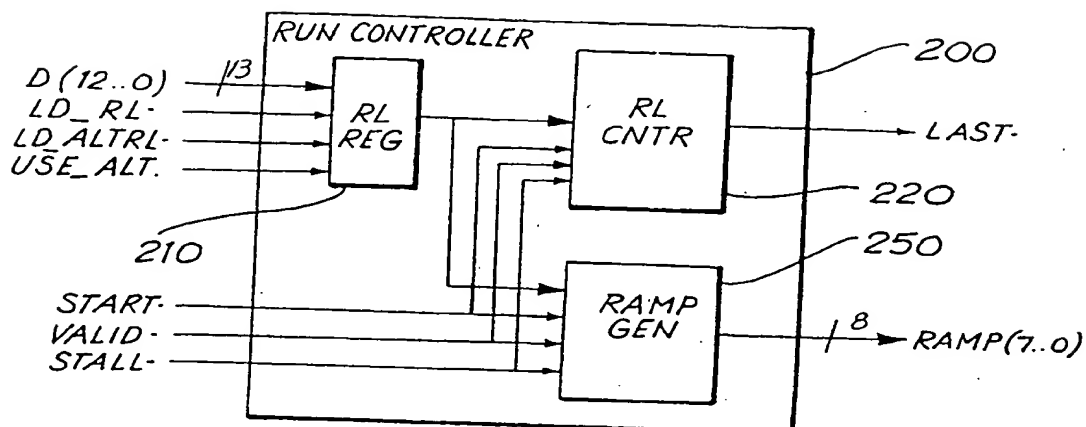 RUN CONTROLLER
200
D(12..0)
13
LD_RL-
LD_ALTRL-
USE_ALT.
RL
REG
RL
CNTR
LAST-
220
210
250
START-
VALID-
STALL-
RAMP
GEN
8
RAMP(7..0)